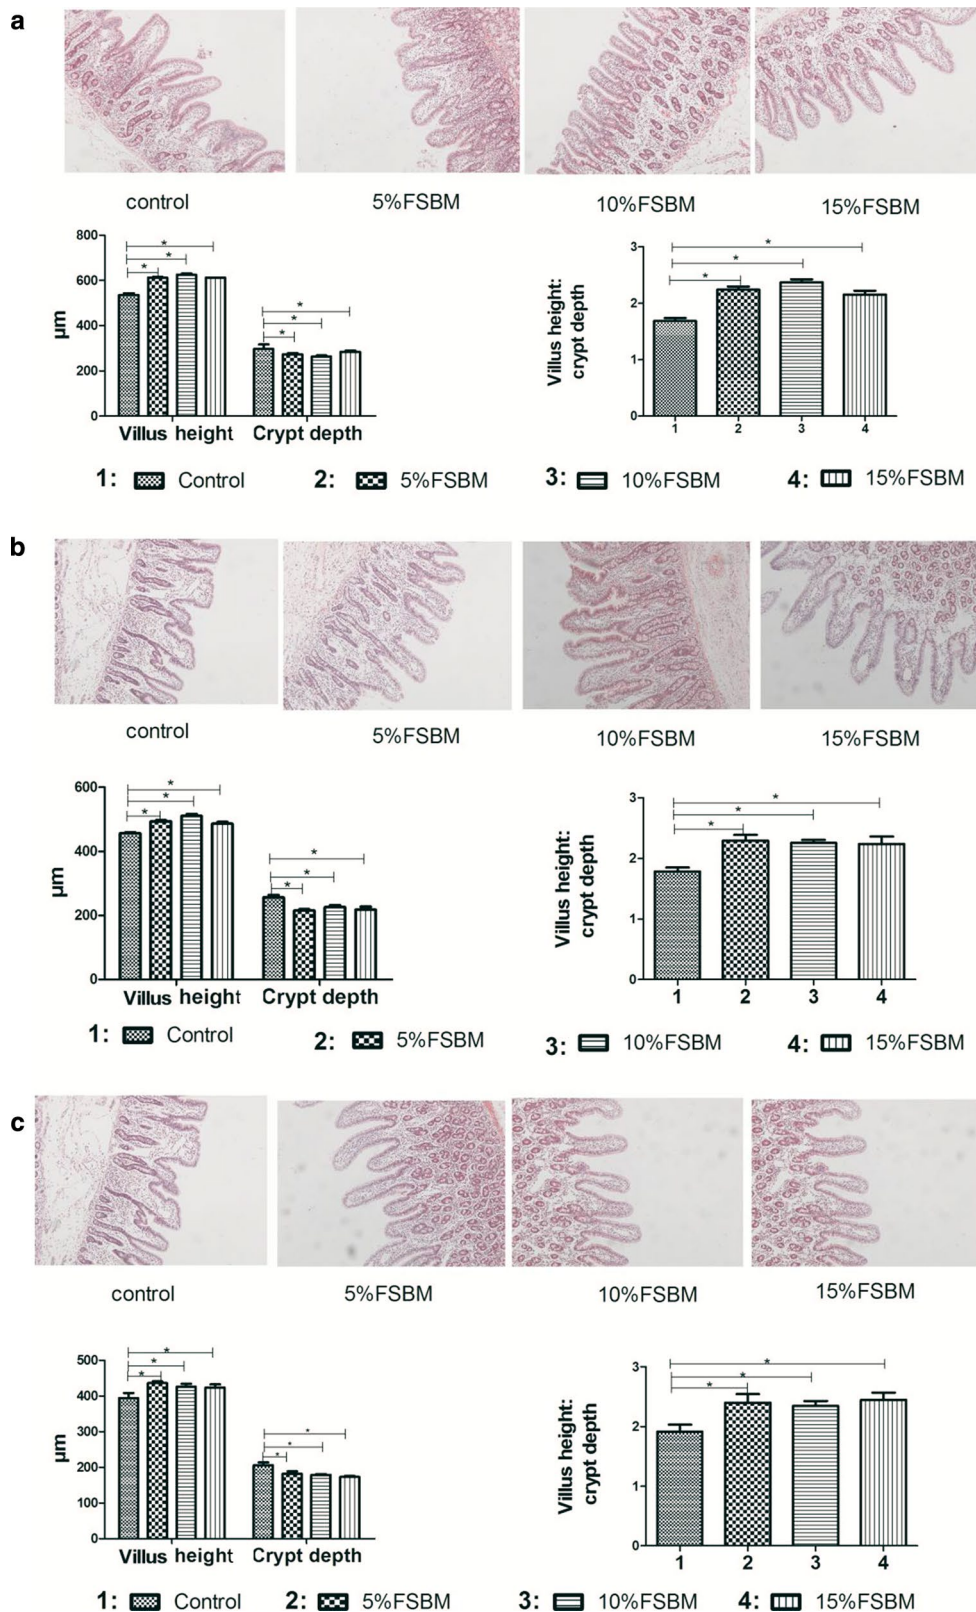 a
control 5%FSBM 10%FSBM 15%FSBM
800
600
400
200
0
µm
* * *
* * *
Villus height Crypt depth
3
2
1
0
Villus height:
crypt depth
* * *
1 2 3 4
1: Control 2: 5%FSBM 3: 10%FSBM 4: 15%FSBM
b
control 5%FSBM 10%FSBM 15%FSBM
600
400
200
0
µm
* * *
* * *
Villus height Crypt depth
3
2
1
0
Villus height:
crypt depth
* * *
1 2 3 4
1: Control 2: 5%FSBM 3: 10%FSBM 4: 15%FSBM
c
control 5%FSBM 10%FSBM 15%FSBM
500
400
300
200
100
0
µm
* * *
* * *
Villus height Crypt depth
3
2
1
0
Villus height:
crypt depth
* * *
1 2 3 4
1: Control 2: 5%FSBM 3: 10%FSBM 4: 15%FSBM